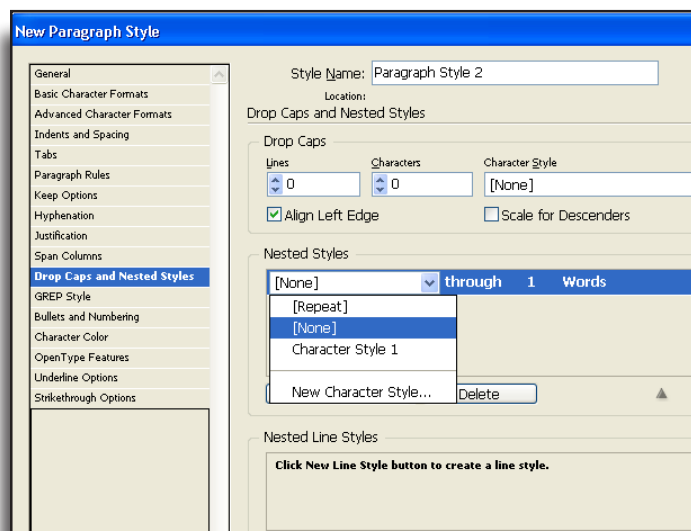 New Paragraph Style
General
Basic Character Formats
Advanced Character Formats
Indents and Spacing
Tabs
Paragraph Rules
Keep Options
Hyphenation
Justification
Span Columns
Drop Caps and Nested Styles
GREP Style
Bullets and Numbering
Character Color
OpenType Features
Underline Options
Strikethrough Options
Style Name: Paragraph Style 2
Location:
Drop Caps and Nested Styles
Drop Caps
Lines Characters Character Style
0 0 [None]
Align Left Edge Scale for Descenders
Nested Styles
[None] through 1 Words
[Repeat]
[None]
Character Style 1
New Character Style... Delete
Nested Line Styles
Click New Line Style button to create a line style.